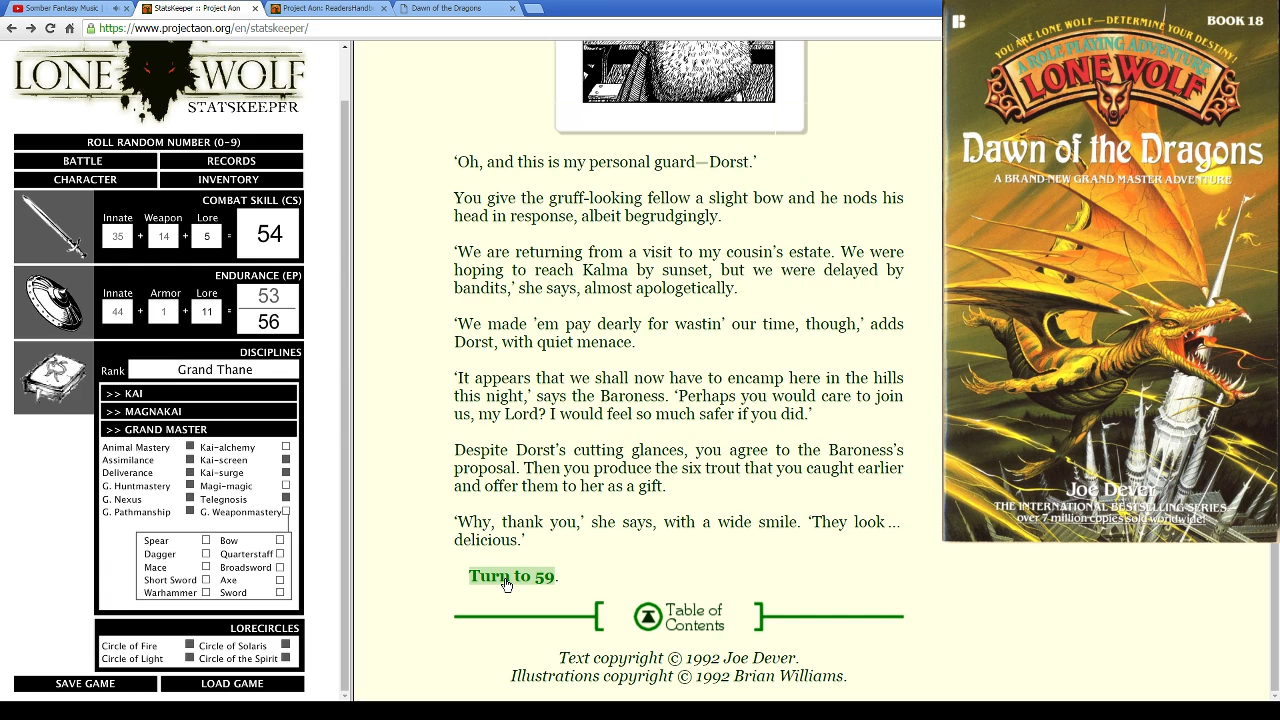 Somber Fantasy Music |
StatsKeeper :: Project Aon
Project Aon: ReadersHandb
Dawn of the Dragons
https://www.projectaon.org/en/statskeeper/
LONE WOLF
STATSKEEPER
ROLL RANDOM NUMBER (0-9)
BATTLE RECORDS
CHARACTER INVENTORY
COMBAT SKILL (CS)
Innate Weapon Lore
35 + 14 + 5 = 54
ENDURANCE (EP)
Innate Armor Lore 53
44 + 1 + 11 = 56
DISCIPLINES
Rank Grand Thane
>> KAI
>> MAGNAKAI
>> GRAND MASTER
Animal Mastery Kai-alchemy
Assimilance Kai-screen
Deliverance Kai-surge
G. Huntmastery Magi-magic
G. Nexus Telegnosis
G. Pathmanship G. Weaponmastery
Spear Bow
Dagger Quarterstaff
Mace Broadsword
Short Sword Axe
Warhammer Sword
LORECIRCLES
Circle of Fire Circle of Solaris
Circle of Light Circle of the Spirit
SAVE GAME LOAD GAME
‘Oh, and this is my personal guard—Dorst.’
You give the gruff-looking fellow a slight bow and he nods his
head in response, albeit begrudgingly.
‘We are returning from a visit to my cousin’s estate. We were
hoping to reach Kalma by sunset, but we were delayed by
bandits,’ she says, almost apologetically.
‘We made ’em pay dearly for wastin’ our time, though,’ adds
Dorst, with quiet menace.
‘It appears that we shall now have to encamp here in the hills
this night,’ says the Baroness. ‘Perhaps you would care to join
us, my Lord? I would feel so much safer if you did.’
Despite Dorst’s cutting glances, you agree to the Baroness’s
proposal. Then you produce the six trout that you caught earlier
and offer them to her as a gift.
‘Why, thank you,’ she says, with a wide smile. ‘They look …
delicious.’
Turn to 59.
Table of
Contents
Text copyright © 1992 Joe Dever.
Illustrations copyright © 1992 Brian Williams.
B
BOOK 18
YOU ARE LONE WOLF—DETERMINE YOUR DESTINY!
A ROLE PLAYING ADVENTURE
LONE WOLF
Dawn of the Dragons
A BRAND-NEW GRAND MASTER ADVENTURE
Joe Dever
THE INTERNATIONAL BESTSELLING SERIES—
over 7 million copies sold worldwide!